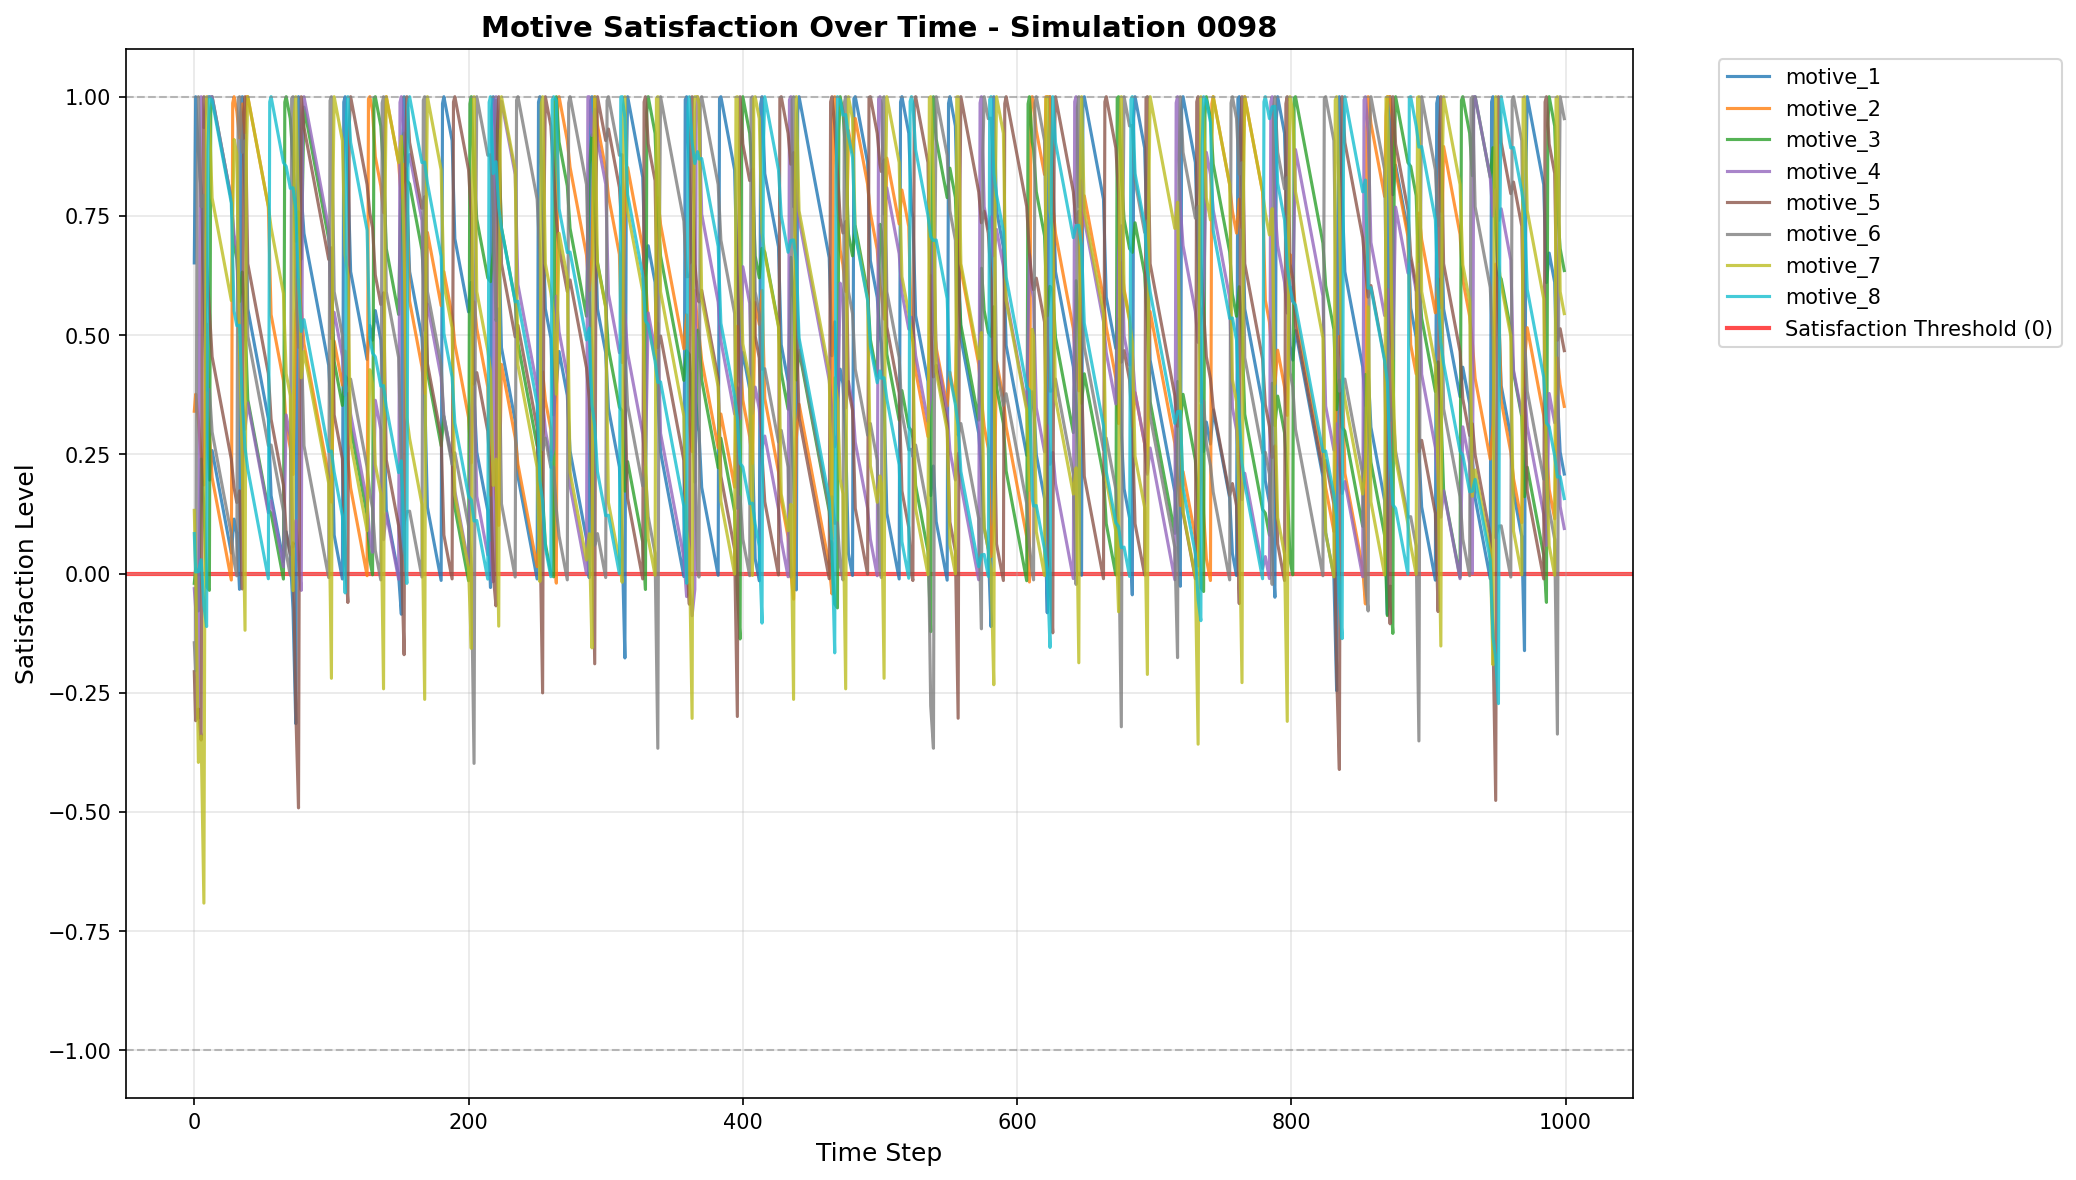 Motive Satisfaction Over Time - Simulation 0098
Satisfaction Level
1.00
0.75
0.50
0.25
0.00
−0.25
−0.50
−0.75
−1.00
0
200
400
600
800
1000
Time Step
motive_1
motive_2
motive_3
motive_4
motive_5
motive_6
motive_7
motive_8
Satisfaction Threshold (0)